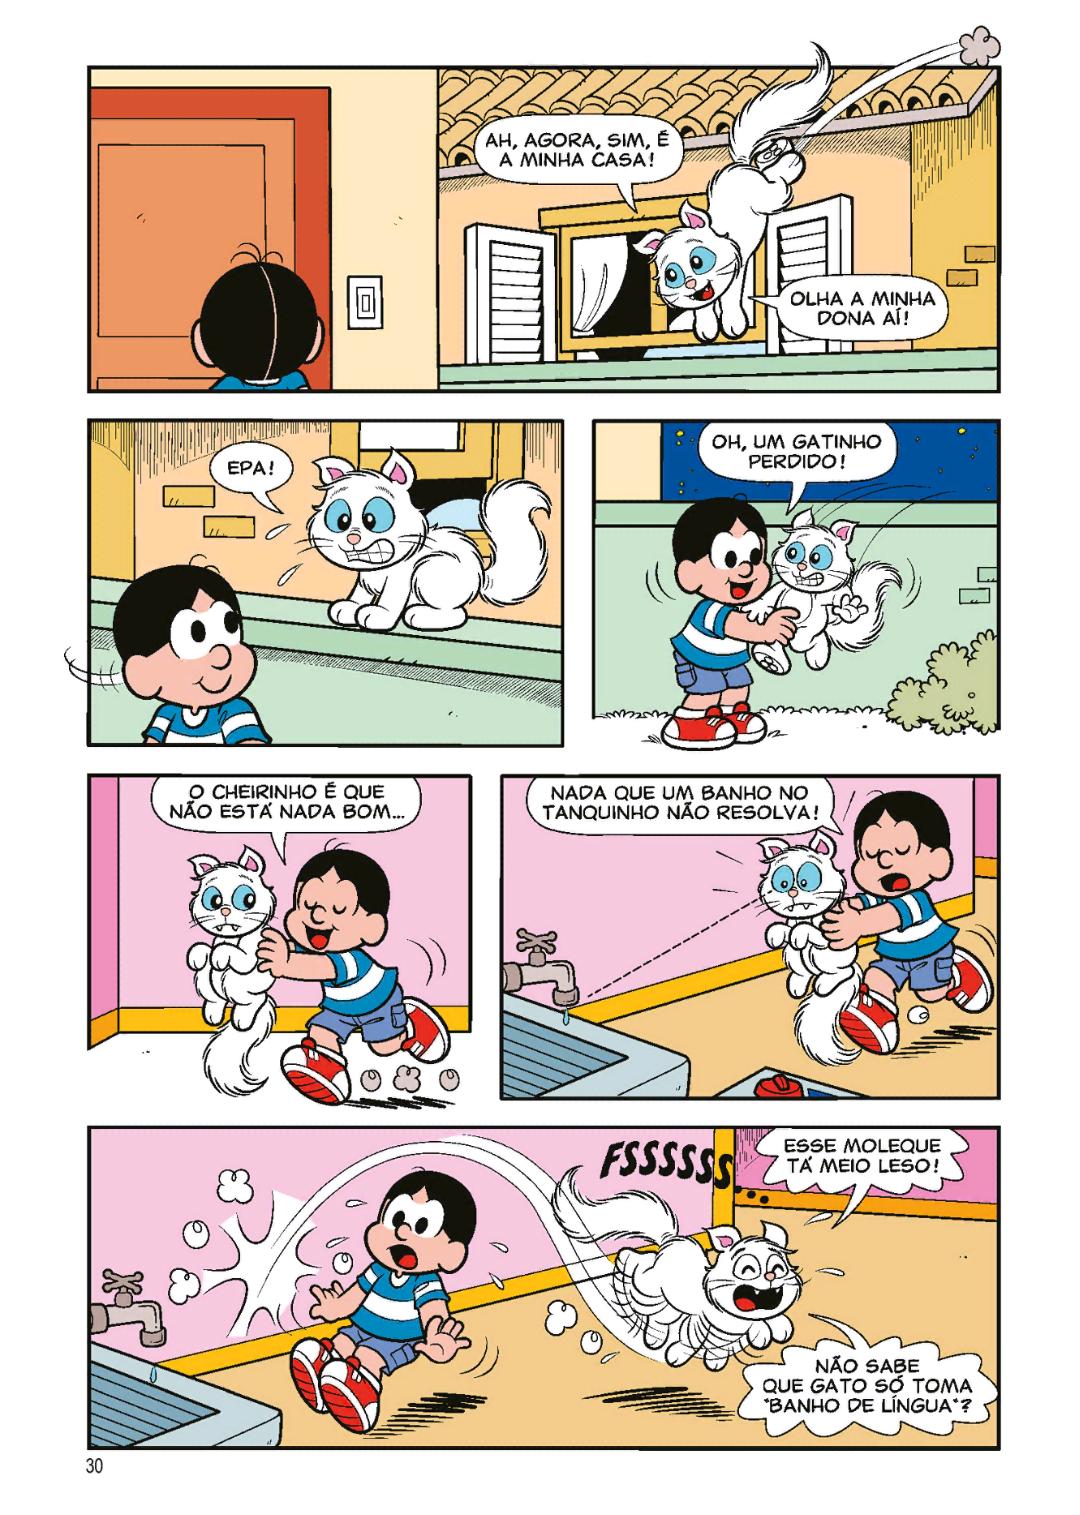 AH, AGORA, SIM, É
A MINHA CASA!
OLHA A MINHA
DONA AÍ!
EPA!
OH, UM GATINHO
PERDIDO!
O CHEIRINHO É QUE
NÃO ESTÁ NADA BOM...
NADA QUE UM BANHO NO
TANQUINHO NÃO RESOLVA!
FSSSSSS
ESSE MOLEQUE
TÁ MEIO LESO!
NÃO SABE
QUE GATO SÓ TOMA
"BANHO DE LÍNGUA"?
30